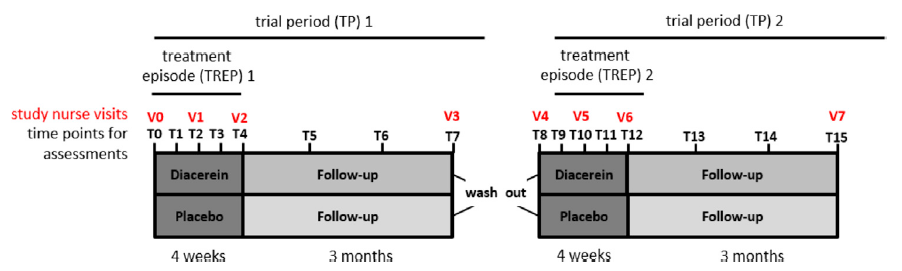 trial period (TP) 1
trial period (TP) 2
treatment
episode (TREP) 1
treatment
episode (TREP) 2
study nurse visits V0 V1 V2 V3 V4 V5 V6 V7
time points for T0 T1 T2 T3 T4 T5 T6 T7 T8 T9 T10 T11 T12 T13 T14 T15
assessments
Diacerein Follow-up Diacerein Follow-up
wash out
Placebo Follow-up Placebo Follow-up
4 weeks 3 months 4 weeks 3 months